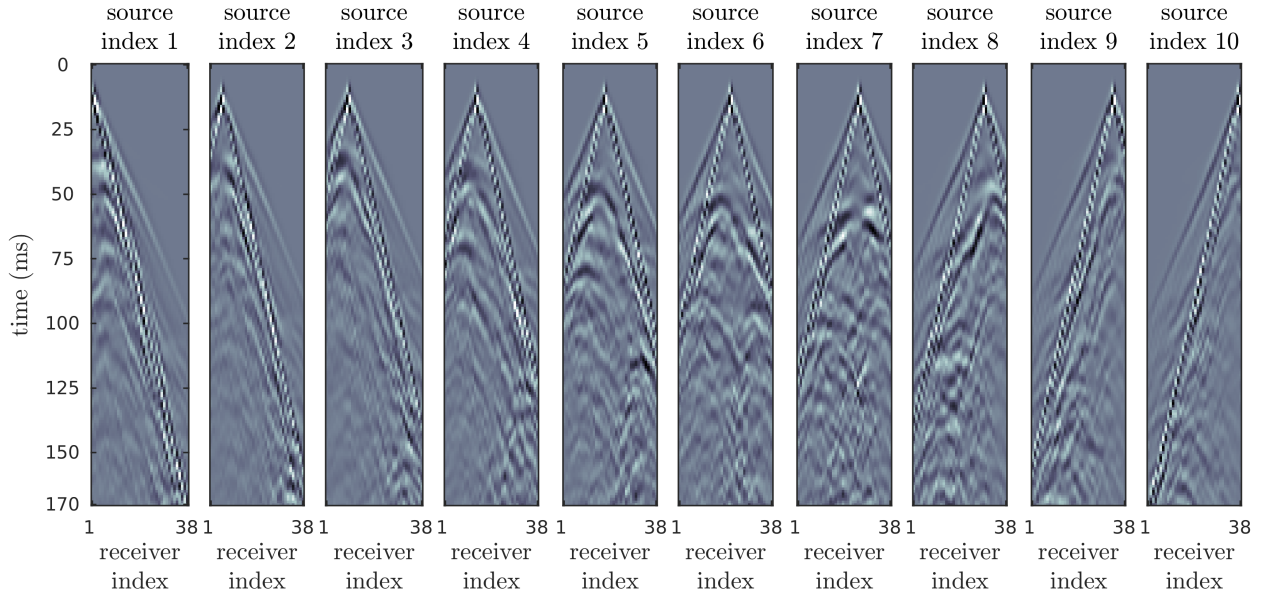 source source source source source source source source source source
index 1 index 2 index 3 index 4 index 5 index 6 index 7 index 8 index 9 index 10
0
25
50
75
100
125
150
170
time (ms)
1 38 1 38 1 38 1 38 1 38 1 38 1 38 1 38 1 38 1 38
receiver receiver receiver receiver receiver receiver receiver receiver receiver receiver
index index index index index index index index index index